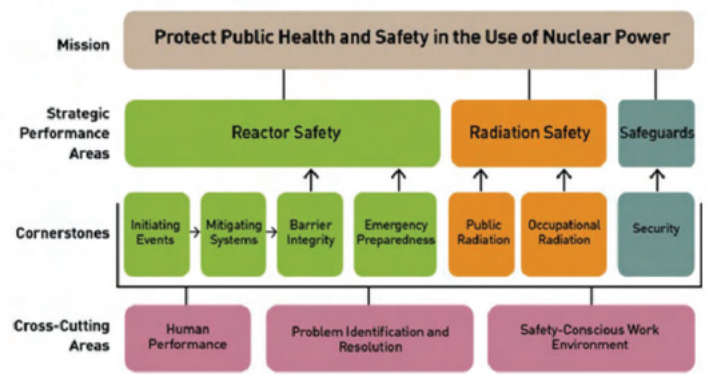 Mission
Protect Public Health and Safety in the Use of Nuclear Power
Strategic
Performance
Areas
Reactor Safety
Radiation Safety
Safeguards
Cornerstones
Initiating
Events
Mitigating
Systems
Barrier
Integrity
Emergency
Preparedness
Public
Radiation
Occupational
Radiation
Security
Cross-Cutting
Areas
Human
Performance
Problem Identification and
Resolution
Safety-Conscious Work
Environment